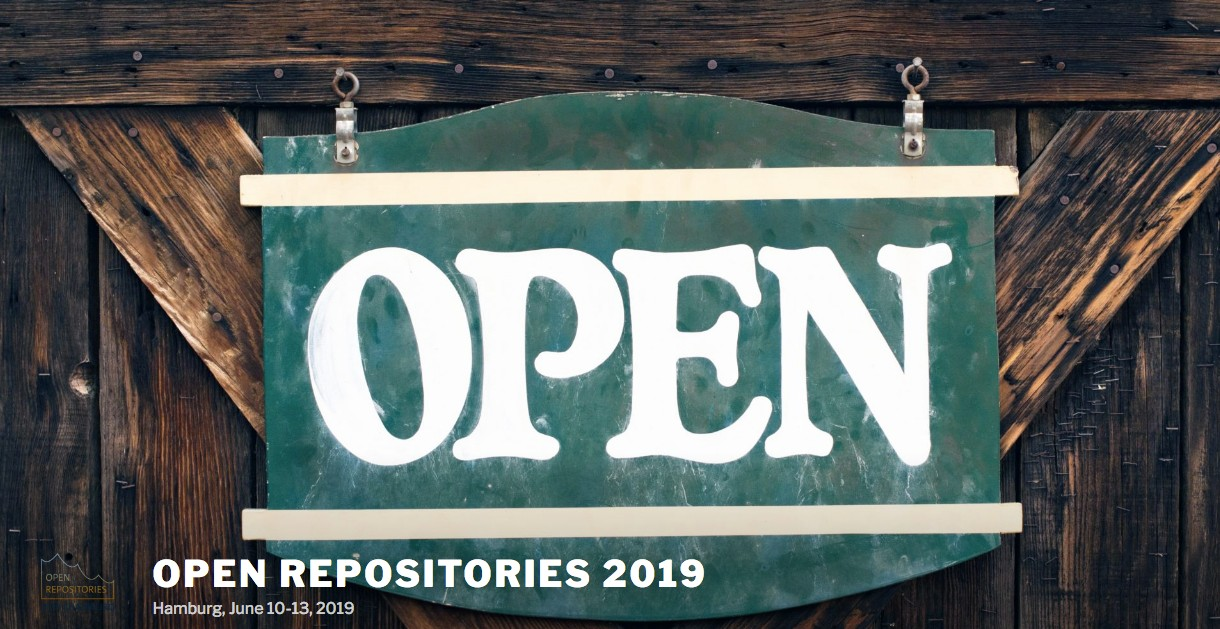 OPEN
OPEN REPOSITORIES 2019
Hamburg, June 10-13, 2019
OPEN
REPOSITORIES